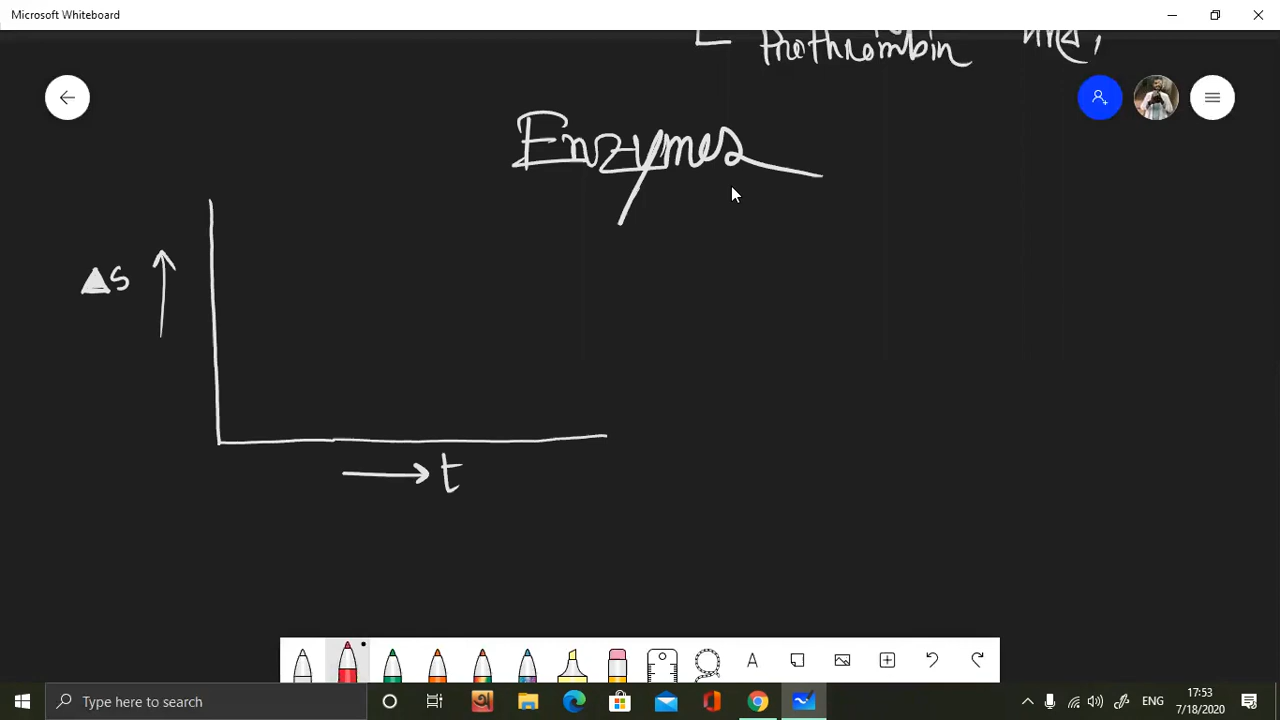 Microsoft Whiteboard
Prothrombin
Enzymes
ΔS
t
A
Type here to search
ENG
17:53
7/18/2020